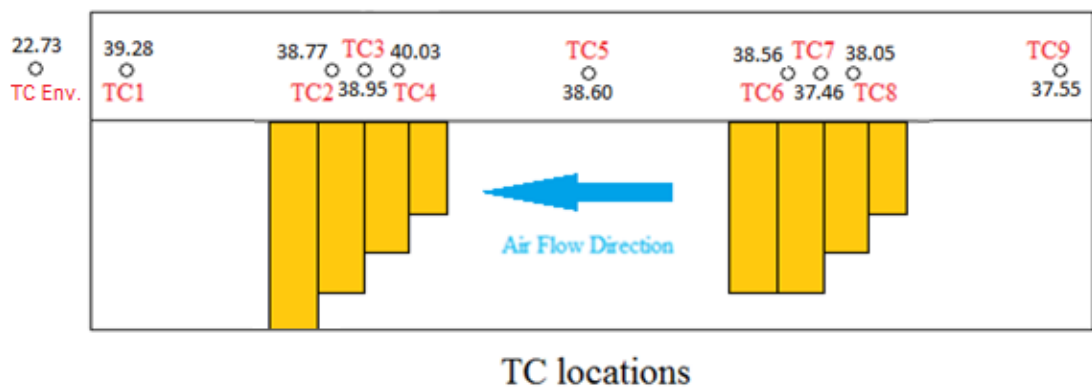 22.73
TC Env.
39.28
TC1
38.77 TC3 40.03
TC2 38.95 TC4
TC5
38.60
38.56 TC7 38.05
TC6 37.46 TC8
TC9
37.55
Air Flow Direction
TC locations